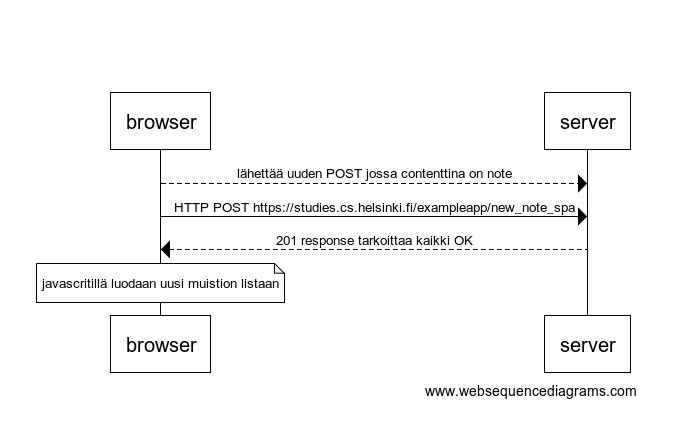 browser
server
lähettää uuden POST jossa contenttina on note
HTTP POST https://studies.cs.helsinki.fi/exampleapp/new_note_spa
201 response tarkoittaa kaikki OK
javascritillä luodaan uusi muistion listaan
browser
server
www.websequencediagrams.com